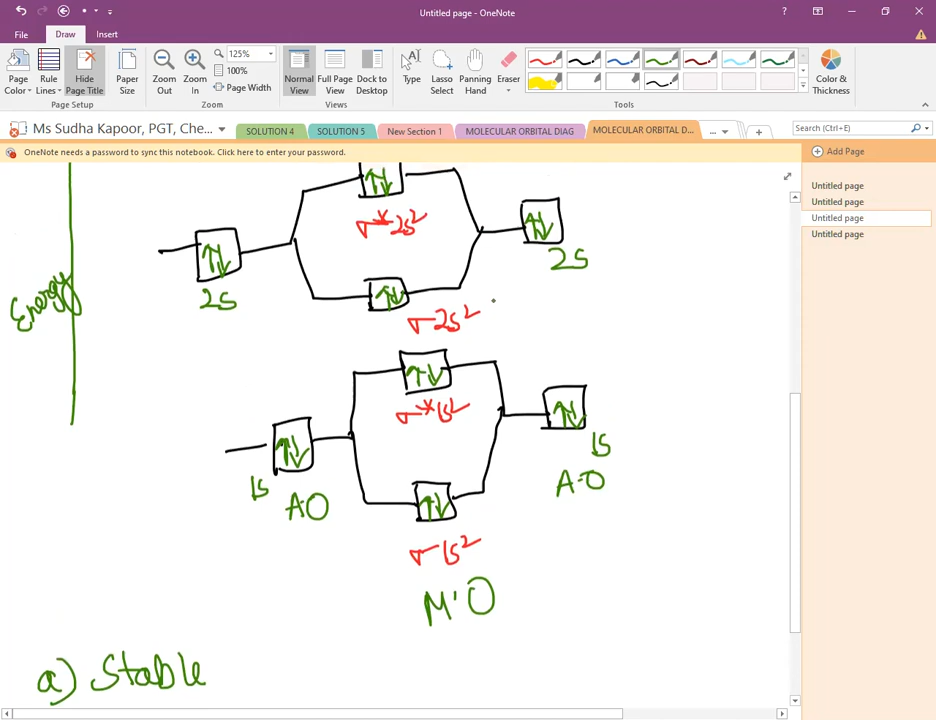 Untitled page - OneNote
File Draw Insert
125%
100%
Page Width
Page Color
Rule Lines
Hide Page Title
Paper Size
Zoom Out
Zoom In
Normal View
Full Page View
Dock to Desktop
Type
Lasso Select
Panning Hand
Eraser
Color & Thickness
Page Setup Zoom Views Tools
Ms Sudha Kapoor, PGT, Che... SOLUTION 4 SOLUTION 5 New Section 1 MOLECULAR ORBITAL DIAG MOLECULAR ORBITAL D... ... Search (Ctrl+E)
OneNote needs a password to sync this notebook. Click here to enter your password.
Add Page
Untitled page
Untitled page
Untitled page
Untitled page
σ*2s²
2s
2s
Energy
σ2s²
σ*1s²
1s
1s
A.O
A.O
σ1s²
M.O
a) Stable